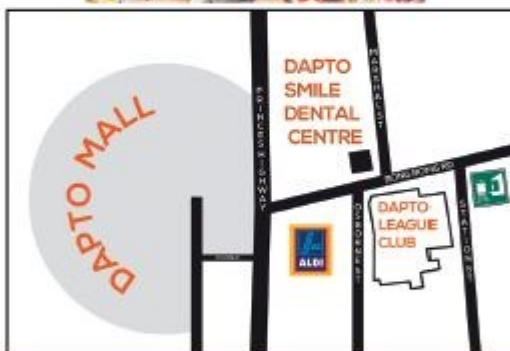 DAPTO MALL
PRINCES HIGHWAY
DAPTO
SMILE
DENTAL
CENTRE
MARSHAL ST
BONG BONG RD
OSBORNE ST
DAPTO
LEAGUE
CLUB
STATION ST
ALDI